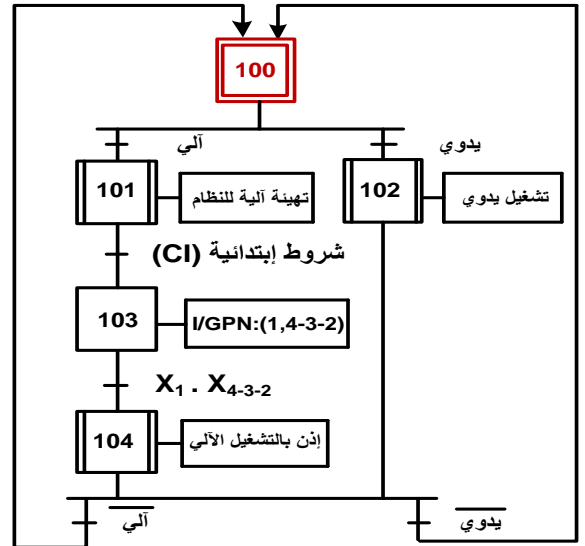 100
آلي
يدوي
101
تهيئة آلية للنظام
102
تشغيل يدوي
شروط إبتدائية (CI)
103
I/GPN:(1,4-3-2)
X₁ . X₄₋₃₋₂
104
إذن بالتشغيل الآلي
آلي
يدوي